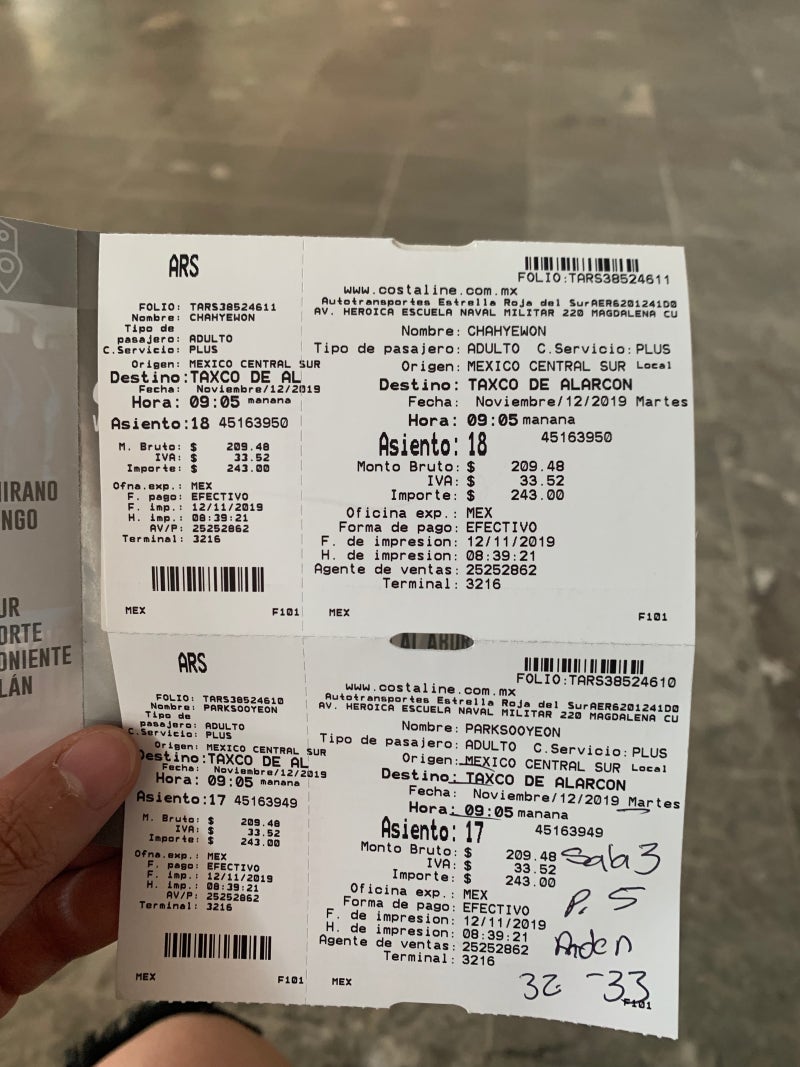 IRANO
NGO
UR
ORTE
ONIENTE
LÁN
ARS
FOLIO: TARS38524611
Nombre: CHAHYEWON
Tipo de
pasajero: ADULTO
C.Servicio: PLUS
Origen: MEXICO CENTRAL SUR
Destino:TAXCO DE AL
Fecha: Noviembre/12/2019
Hora: 09:05 manana
Asiento:18 45163950
M. Bruto: $ 209.48
IVA: $ 33.52
Importe: $ 243.00
Ofna.exp.: MEX
F. pago: EFECTIVO
F. imp.: 12/11/2019
H. imp.: 08:39:21
AV/P: 25252862
Terminal: 3216
MEX F101
FOLIO:TARS38524611
www.costaline.com.mx
Autotransportes Estrella Roja del SurAER6201241D0
AV. HEROICA ESCUELA NAVAL MILITAR 220 MAGDALENA CU
Nombre: CHAHYEWON
Tipo de pasajero: ADULTO C.Servicio: PLUS
Origen: MEXICO CENTRAL SUR Local
Destino: TAXCO DE ALARCON
Fecha: Noviembre/12/2019 Martes
Hora: 09:05 manana
Asiento: 18 45163950
Monto Bruto: $ 209.48
IVA: $ 33.52
Importe: $ 243.00
Oficina exp.: MEX
Forma de pago: EFECTIVO
F. de impresion: 12/11/2019
H. de impresion: 08:39:21
Agente de ventas: 25252862
Terminal: 3216
MEX F101
ARS
FOLIO: TARS38524610
Nombre: PARKSOOYEON
Tipo de
pasajero: ADULTO
C.Servicio: PLUS
Origen: MEXICO CENTRAL SUR
Destino:TAXCO DE AL
Fecha: Noviembre/12/2019
Hora: 09:05 manana
Asiento:17 45163949
M. Bruto: $ 209.48
IVA: $ 33.52
Importe: $ 243.00
Ofna.exp.: MEX
F. pago: EFECTIVO
F. imp.: 12/11/2019
H. imp.: 08:39:21
AV/P: 25252862
Terminal: 3216
MEX F101
FOLIO:TARS38524610
www.costaline.com.mx
Autotransportes Estrella Roja del SurAER6201241D0
AV. HEROICA ESCUELA NAVAL MILITAR 220 MAGDALENA CU
Nombre: PARKSOOYEON
Tipo de pasajero: ADULTO C.Servicio: PLUS
Origen: MEXICO CENTRAL SUR Local
Destino: TAXCO DE ALARCON
Fecha: Noviembre/12/2019 Martes
Hora: 09:05 manana
Asiento: 17 45163949
Monto Bruto: $ 209.48
IVA: $ 33.52
Importe: $ 243.00
Oficina exp.: MEX
Forma de pago: EFECTIVO
F. de impresion: 12/11/2019
H. de impresion: 08:39:21
Agente de ventas: 25252862
Terminal: 3216
MEX F101
Sala 3
P. 5
Anden
32 -33